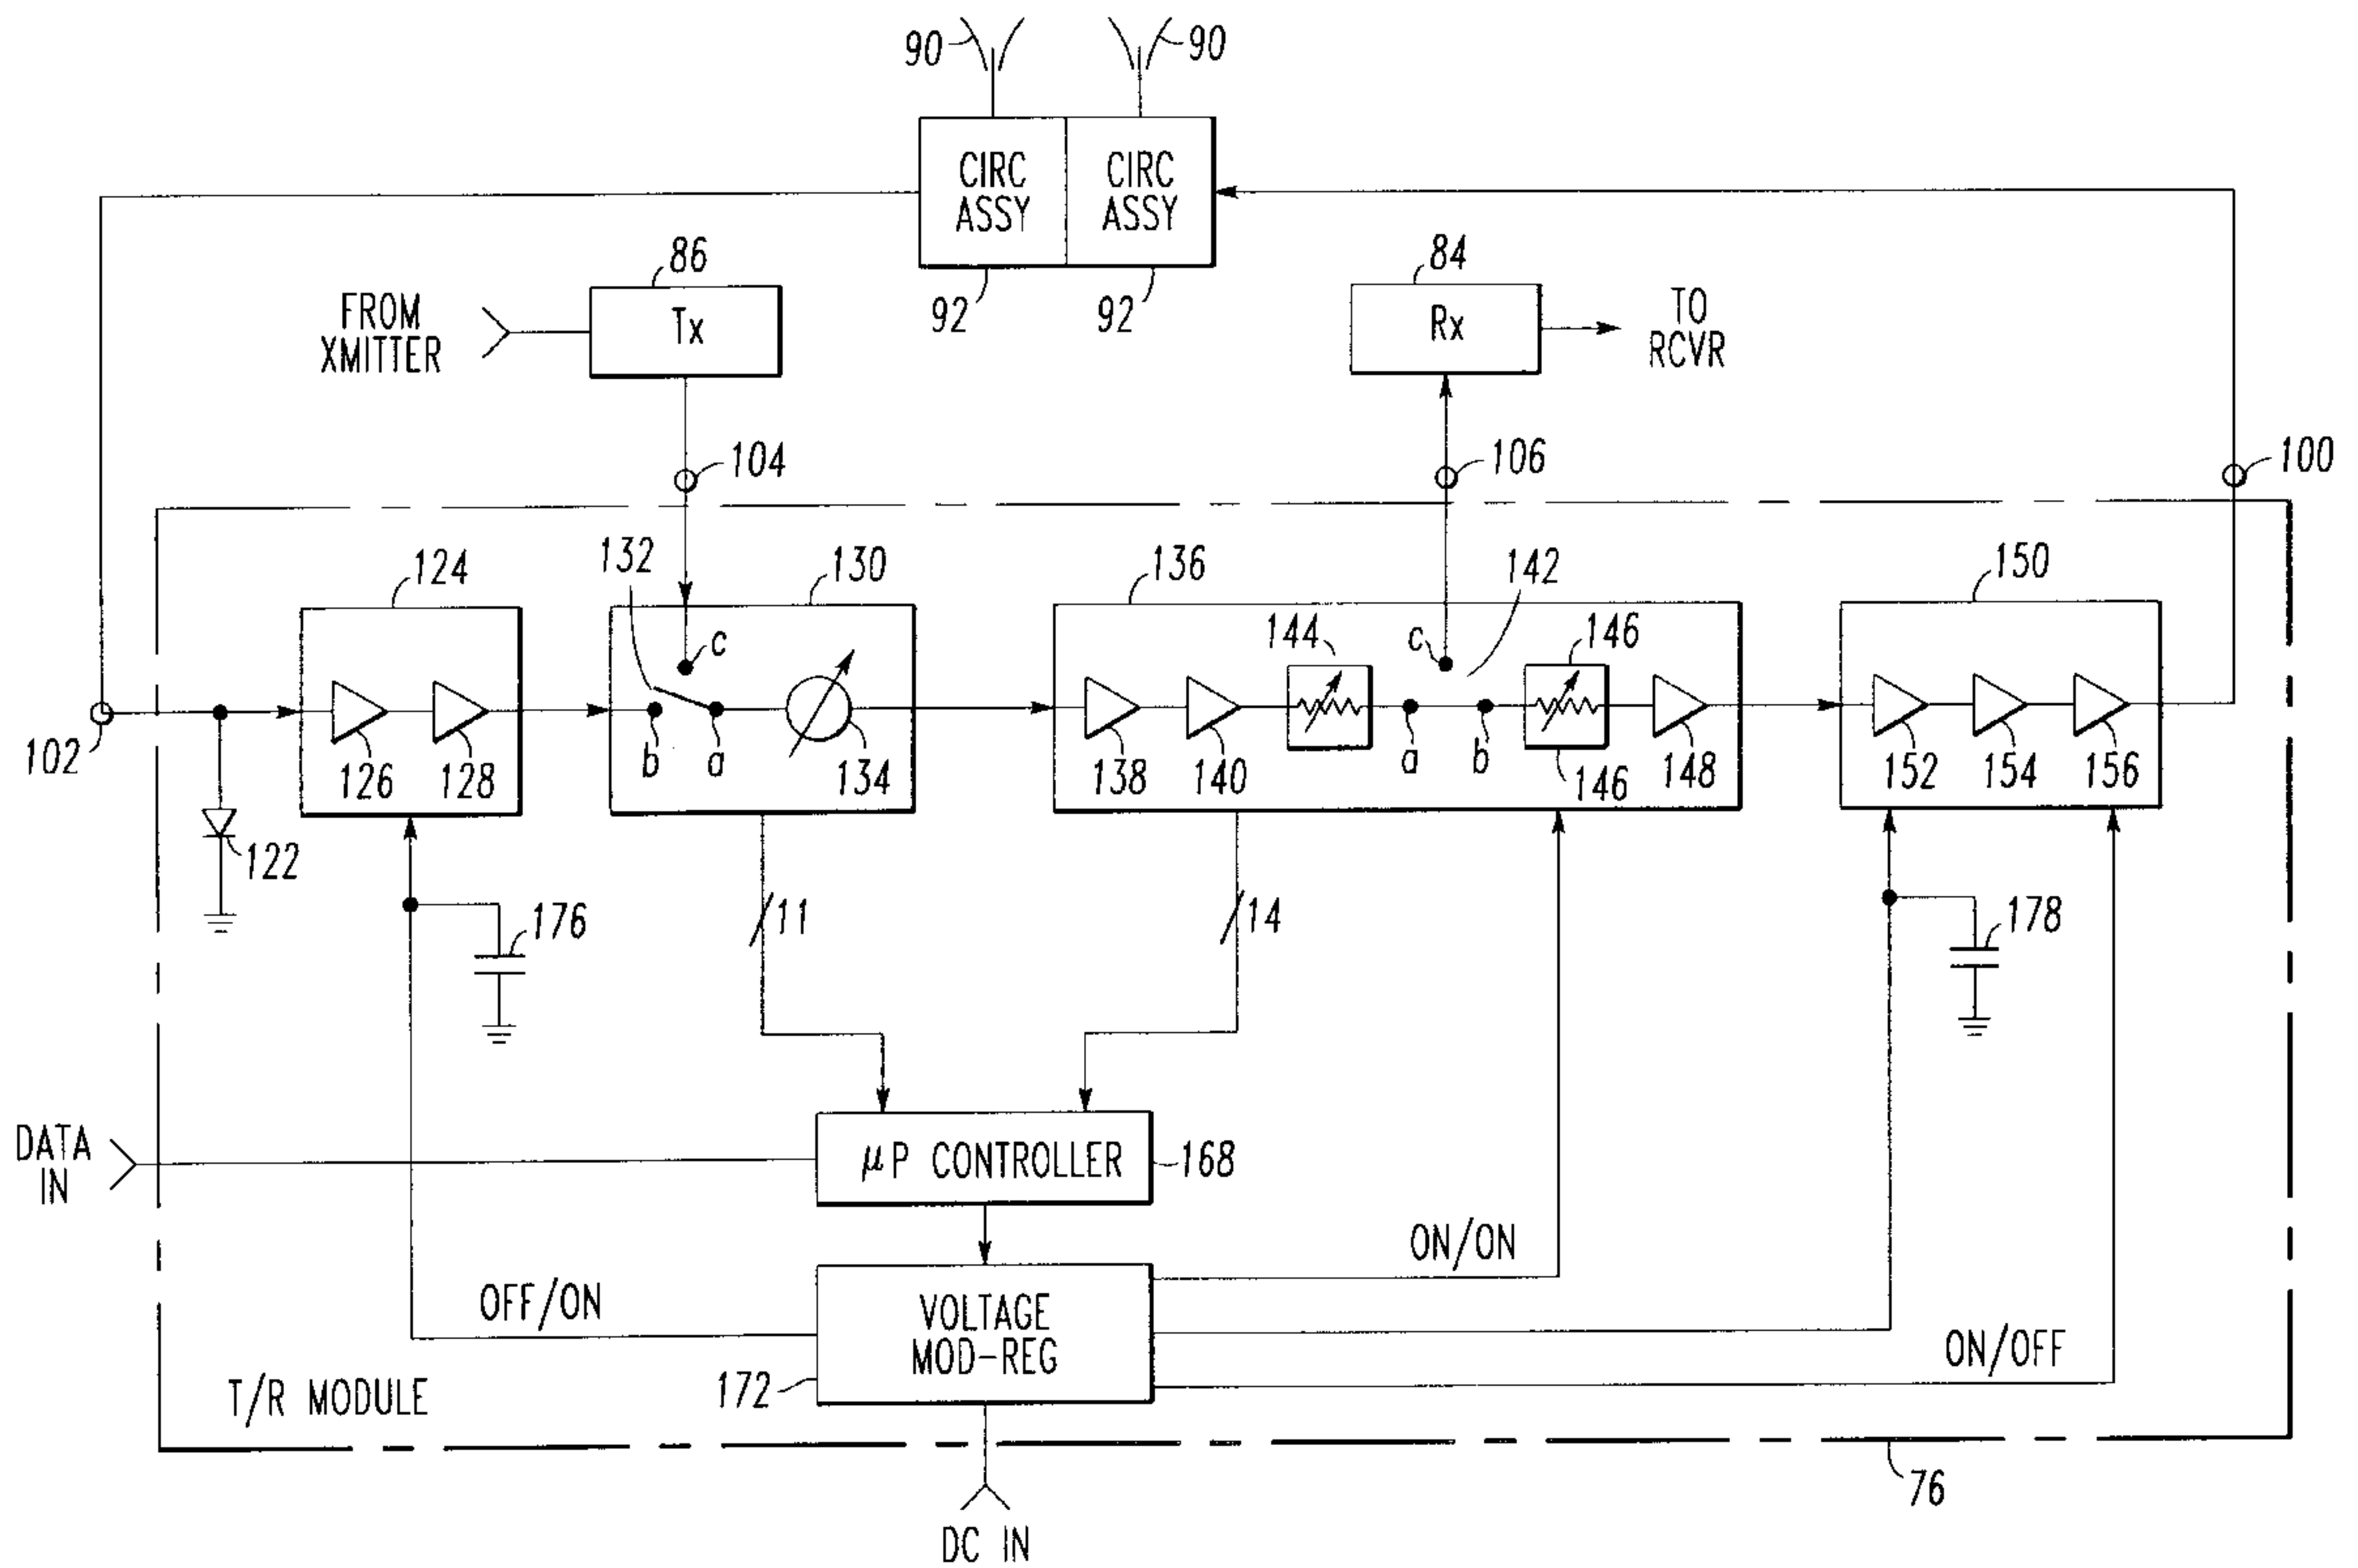 90
90
CIRC
ASSY
CIRC
ASSY
92
92
86
Tx
FROM
XMITTER
84
Rx
TO
RCVR
104
106
100
132
130
136
142
150
124
c
b
a
134
144
c
146
a
b
138
140
146
148
152
154
156
102
126
128
122
176
11
14
178
DATA
IN
μP CONTROLLER
168
OFF/ON
ON/ON
VOLTAGE
MOD-REG
172
ON/OFF
T/R MODULE
76
DC IN